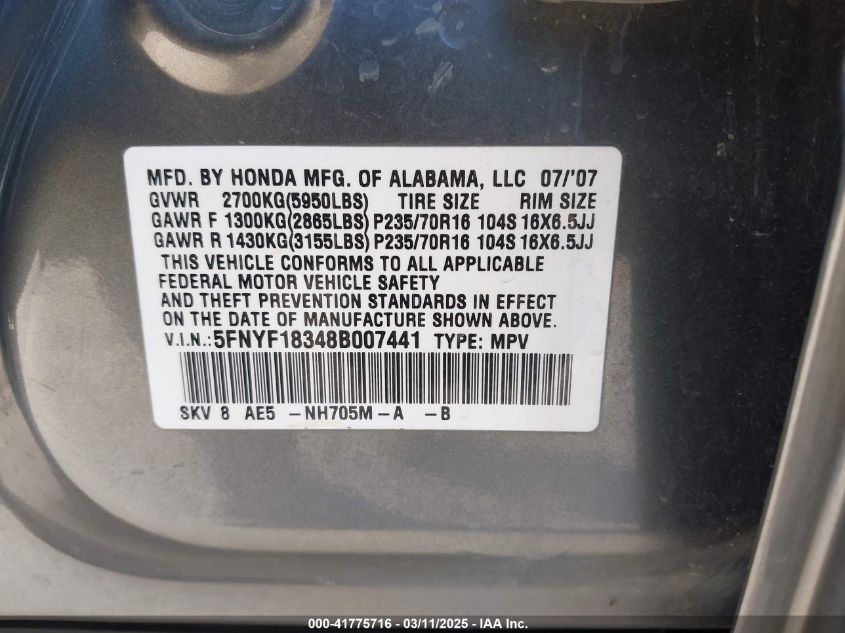 MFD. BY HONDA MFG. OF ALABAMA, LLC 07/'07
GVWR 2700KG(5950LBS) TIRE SIZE RIM SIZE
GAWR F 1300KG(2865LBS) P235/70R16 104S 16X6.5JJ
GAWR R 1430KG(3155LBS) P235/70R16 104S 16X6.5JJ
THIS VEHICLE CONFORMS TO ALL APPLICABLE
FEDERAL MOTOR VEHICLE SAFETY
AND THEFT PREVENTION STANDARDS IN EFFECT
ON THE DATE OF MANUFACTURE SHOWN ABOVE.
V.I.N.:5FNYF18348B007441 TYPE: MPV
SKV 8 AE5 -NH705M-A -B
000-41775716 - 03/11/2025 - IAA Inc.